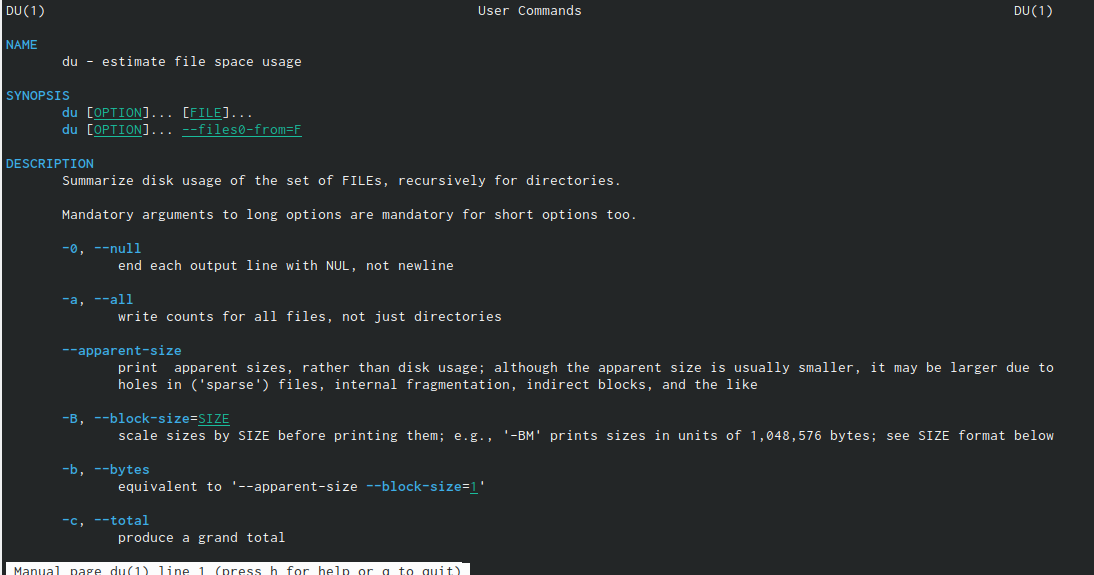 DU(1) User Commands DU(1)
NAME
du - estimate file space usage
SYNOPSIS
du [OPTION]... [FILE]...
du [OPTION]... --files0-from=F
DESCRIPTION
Summarize disk usage of the set of FILEs, recursively for directories.
Mandatory arguments to long options are mandatory for short options too.
-0, --null
end each output line with NUL, not newline
-a, --all
write counts for all files, not just directories
--apparent-size
print  apparent sizes, rather than disk usage; although the apparent size is usually smaller, it may be larger due to
holes in ('sparse') files, internal fragmentation, indirect blocks, and the like
-B, --block-size=SIZE
scale sizes by SIZE before printing them; e.g., '-BM' prints sizes in units of 1,048,576 bytes; see SIZE format below
-b, --bytes
equivalent to '--apparent-size --block-size=1'
-c, --total
produce a grand total
Manual page du(1) line 1 (press h for help or q to quit)